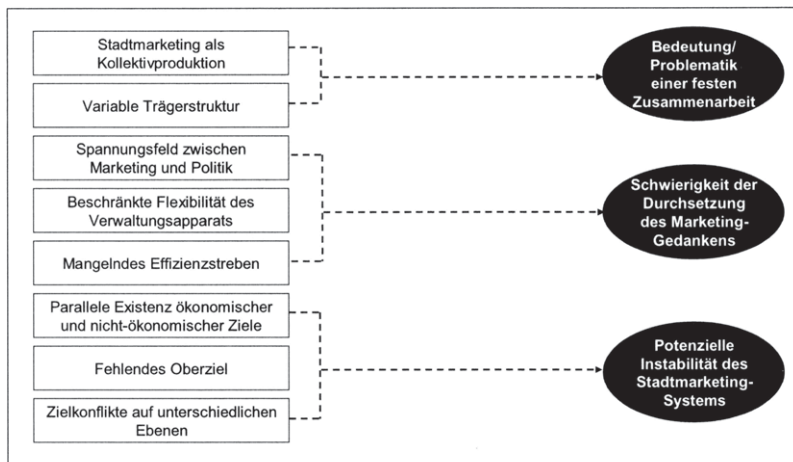 Stadtmarketing als
Kollektivproduktion
Variable Trägerstruktur
Bedeutung/
Problematik
einer festen
Zusammenarbeit
Spannungsfeld zwischen
Marketing und Politik
Beschränkte Flexibilität des
Verwaltungsapparats
Mangelndes Effizienzstreben
Schwierigkeit der
Durchsetzung
des Marketing-
Gedankens
Parallele Existenz ökonomischer
und nicht-ökonomischer Ziele
Fehlendes Oberziel
Zielkonflikte auf unterschiedlichen
Ebenen
Potenzielle
Instabilität des
Stadtmarketing-
Systems